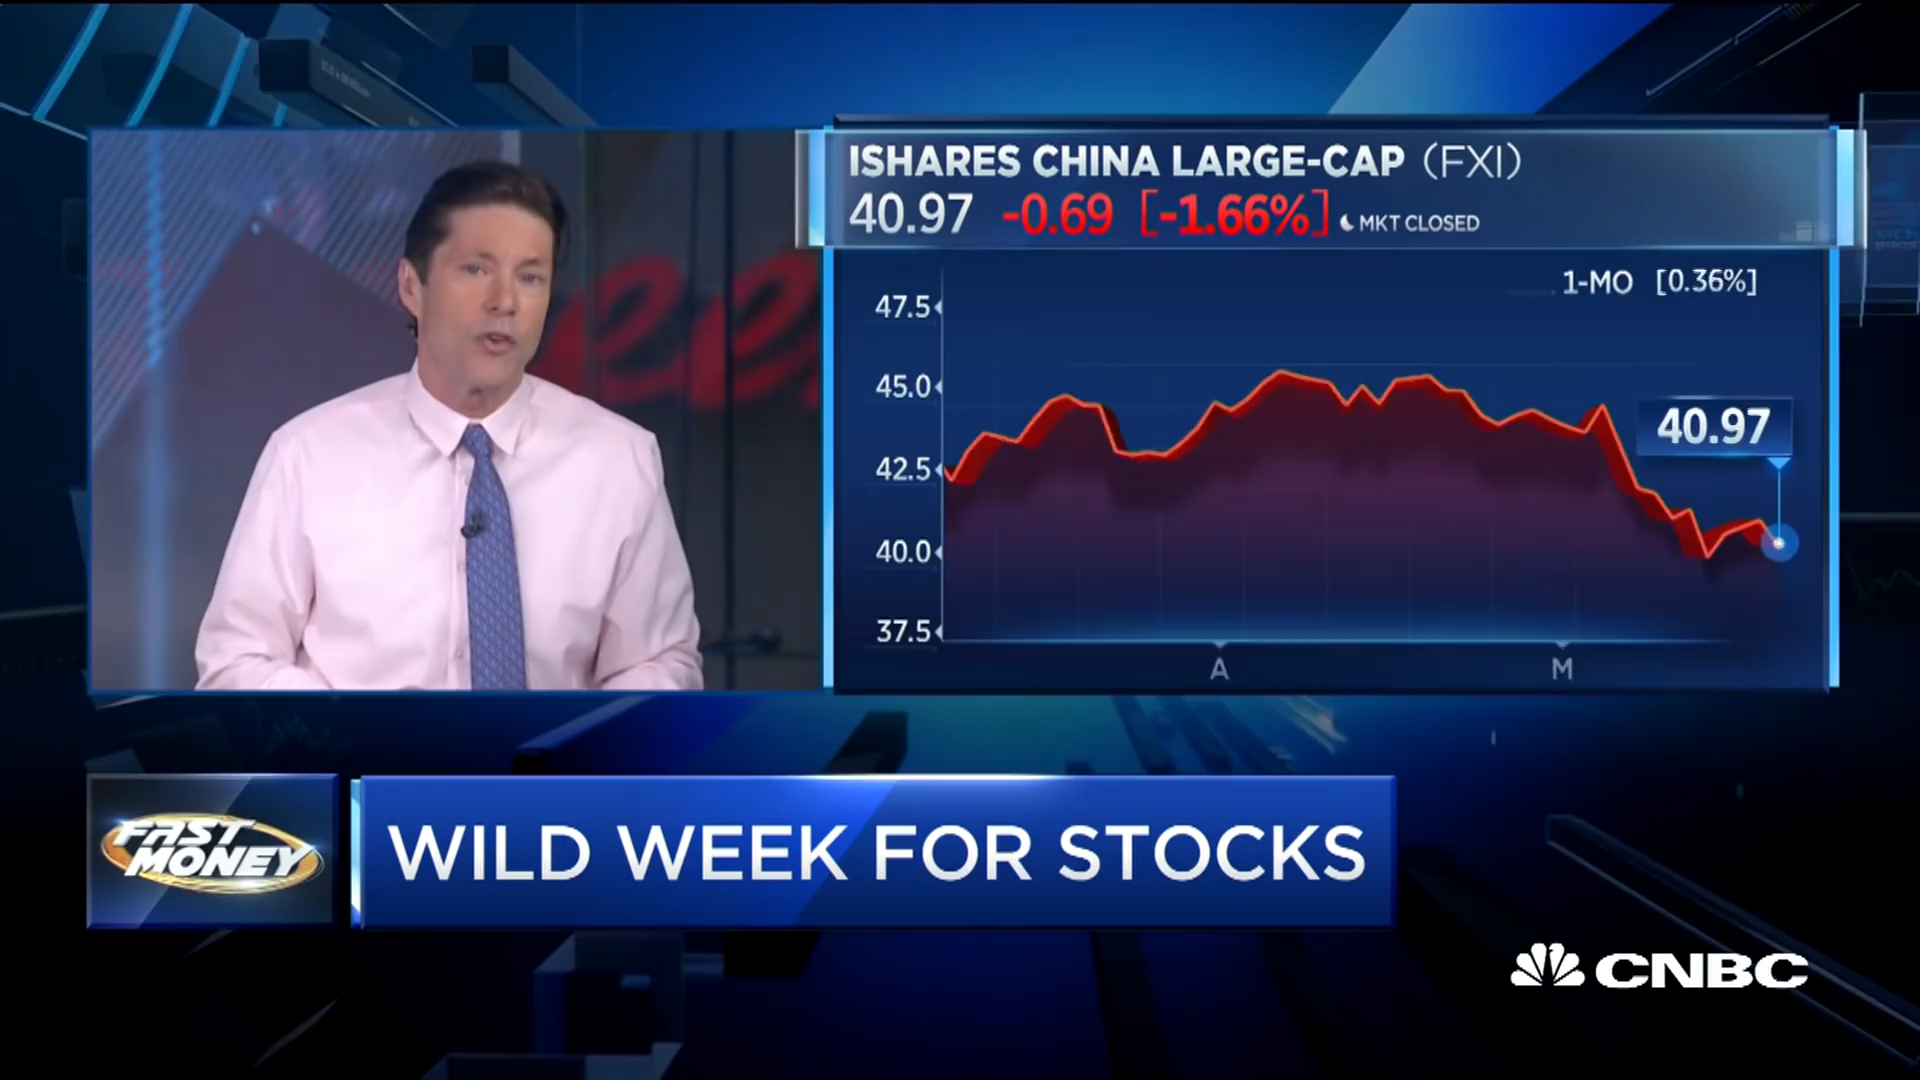 ISHARES CHINA LARGE-CAP (FXI)
40.97 -0.69 [-1.66%] MKT CLOSED
1-MO [0.36%]
47.5
45.0
42.5
40.0
37.5
40.97
A M
FAST
MONEY
WILD WEEK FOR STOCKS
CNBC